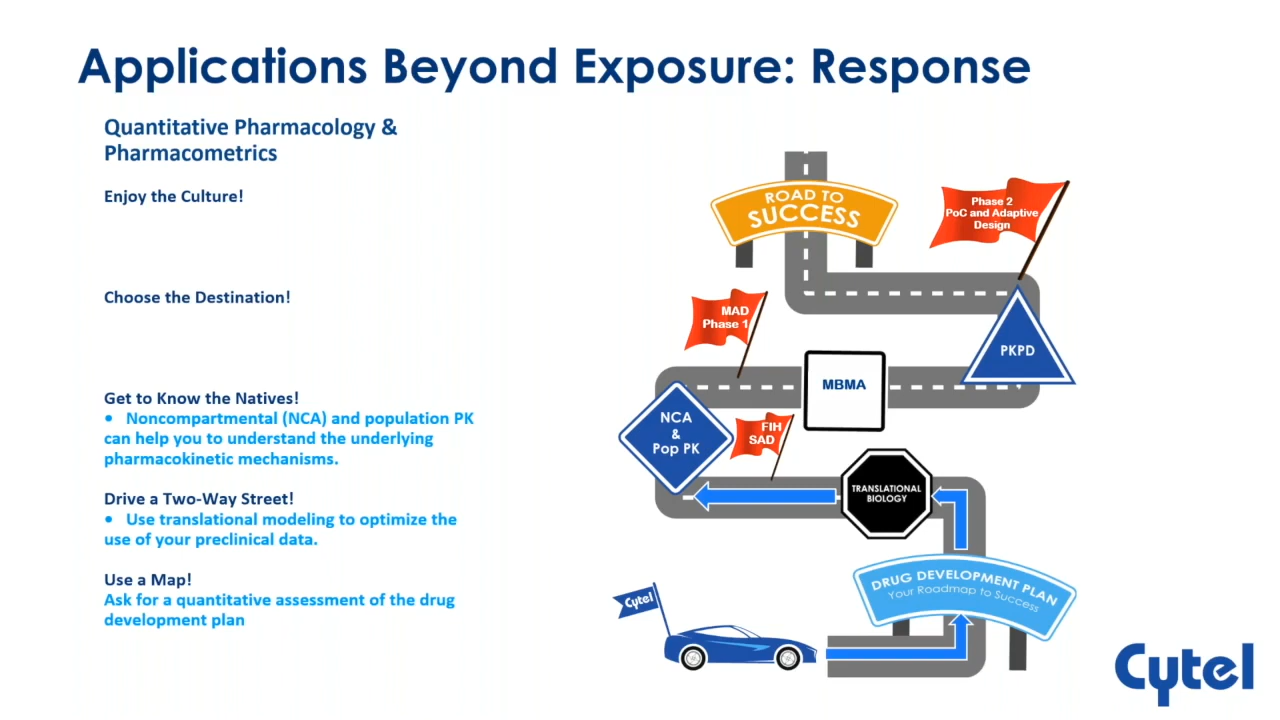 Applications Beyond Exposure: Response
Quantitative Pharmacology &
Pharmacometrics
Enjoy the Culture!
Choose the Destination!
Get to Know the Natives!
• Noncompartmental (NCA) and population PK
can help you to understand the underlying
pharmacokinetic mechanisms.
Drive a Two-Way Street!
• Use translational modeling to optimize the
use of your preclinical data.
Use a Map!
Ask for a quantitative assessment of the drug
development plan
ROAD TO
SUCCESS
Phase 2
PoC and Adaptive
Design
MAD
Phase 1
PKPD
MBMA
NCA
&
Pop PK
FIH
SAD
TRANSLATIONAL
BIOLOGY
DRUG DEVELOPMENT PLAN
Your Roadmap to Success
Cytel
Cytel